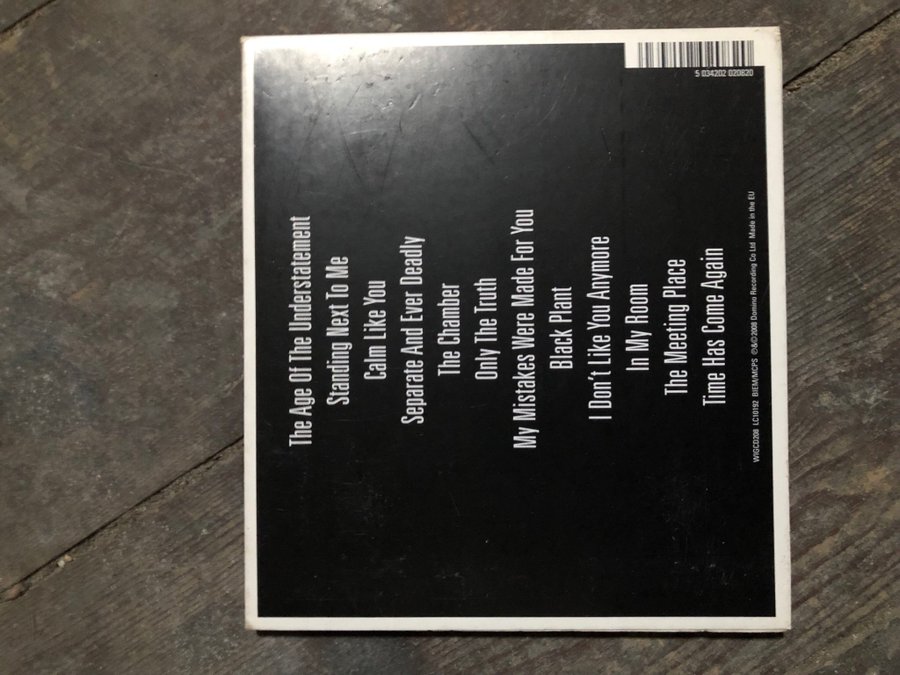 The Age Of The Understatement
Standing Next To Me
Calm Like You
Separate And Ever Deadly
The Chamber
Only The Truth
My Mistakes Were Made For You
Black Plant
I Don't Like You Anymore
In My Room
The Meeting Place
Time Has Come Again
WIGCD208 LC10192 BIEM/MCPS ℗&©2008 Domino Recording Co Ltd Made in the EU
5 034202 020820